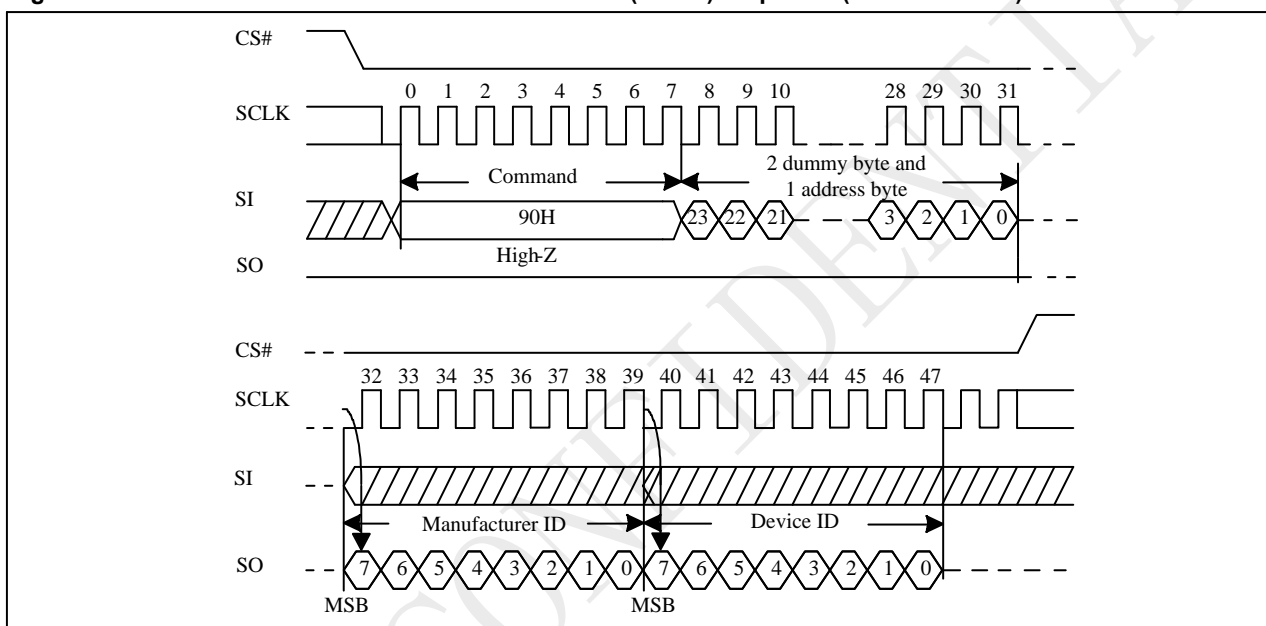 CS#
0 1 2 3 4 5 6 7 8 9 10 28 29 30 31
SCLK
Command
2 dummy byte and
1 address byte
SI
90H
23 22 21 3 2 1 0
High-Z
SO
CS#
32 33 34 35 36 37 38 39 40 41 42 43 44 45 46 47
SCLK
SI
Manufacturer ID Device ID
SO
7 6 5 4 3 2 1 0 7 6 5 4 3 2 1 0
MSB MSB